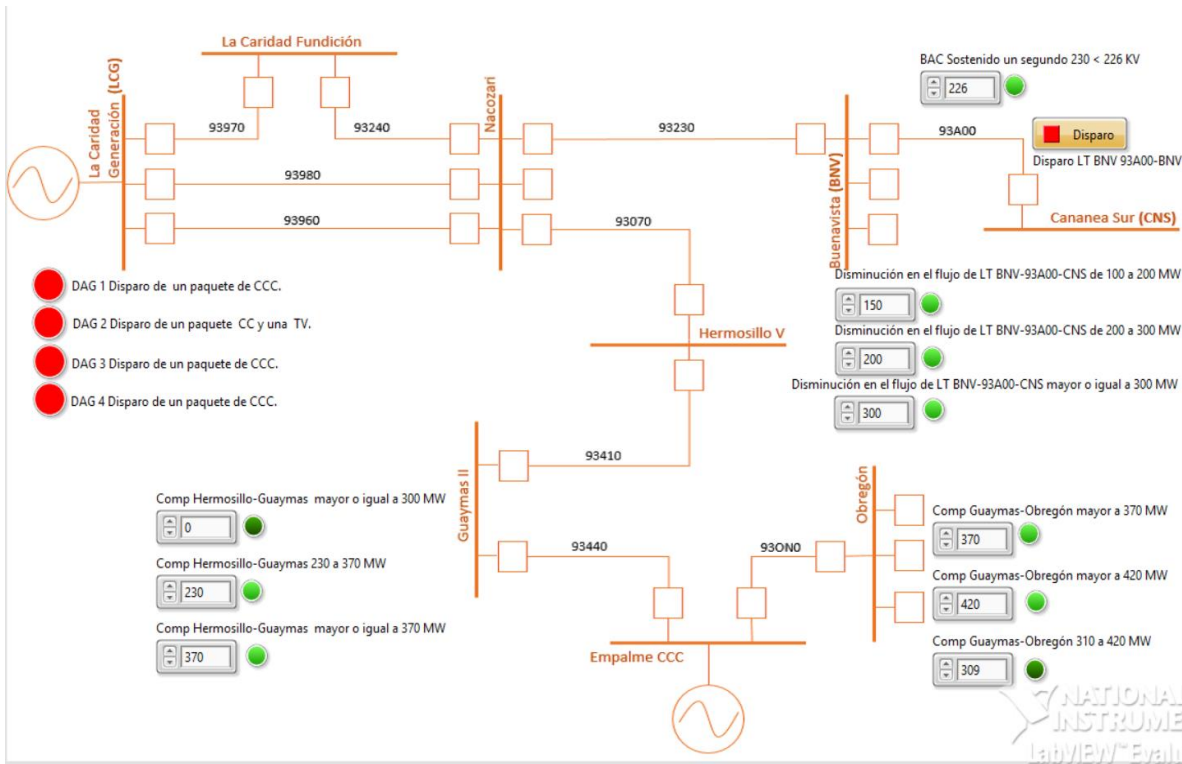 La Caridad Fundición
La Caridad
Generación (LCG)
93970
93240
Nacozari
93230
93980
93960
93070
Buenavista (BNV)
93A00
BAC Sostenido un segundo 230 < 226 KV
226
Disparo
Disparo LT BNV 93A00-BNV
Cananea Sur (CNS)
DAG 1 Disparo de un paquete de CCC.
DAG 2 Disparo de un paquete CC y una TV.
DAG 3 Disparo de un paquete de CCC.
DAG 4 Disparo de un paquete de CCC.
Disminución en el flujo de LT BNV-93A00-CNS de 100 a 200 MW
150
Disminución en el flujo de LT BNV-93A00-CNS de 200 a 300 MW
200
Disminución en el flujo de LT BNV-93A00-CNS mayor o igual a 300 MW
300
Hermosillo V
93410
Guaymas II
Comp Hermosillo-Guaymas mayor o igual a 300 MW
0
Comp Hermosillo-Guaymas 230 a 370 MW
230
Comp Hermosillo-Guaymas mayor o igual a 370 MW
370
93440
93ON0
Obregón
Empalme CCC
Comp Guaymas-Obregón mayor a 370 MW
370
Comp Guaymas-Obregón mayor a 420 MW
420
Comp Guaymas-Obregón 310 a 420 MW
309
NATIONA
INSTRUME
LabVIEW™ Evalu